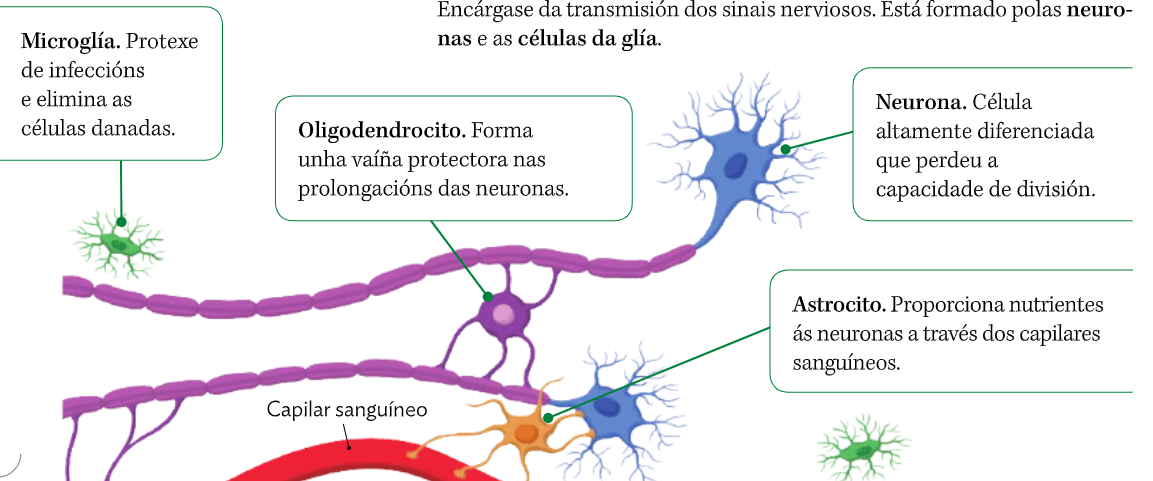 Encárgase da transmisión dos sinais nerviosos. Está formado polas neuro-
nas e as células da glía.
Microglía. Protexe
de infeccións
e elimina as
células danadas.
Oligodendrocito. Forma
unha vaíña protectora nas
prolongacións das neuronas.
Neurona. Célula
altamente diferenciada
que perdeu a
capacidade de división.
Astrocito. Proporciona nutrientes
ás neuronas a través dos capilares
sanguíneos.
Capilar sanguíneo